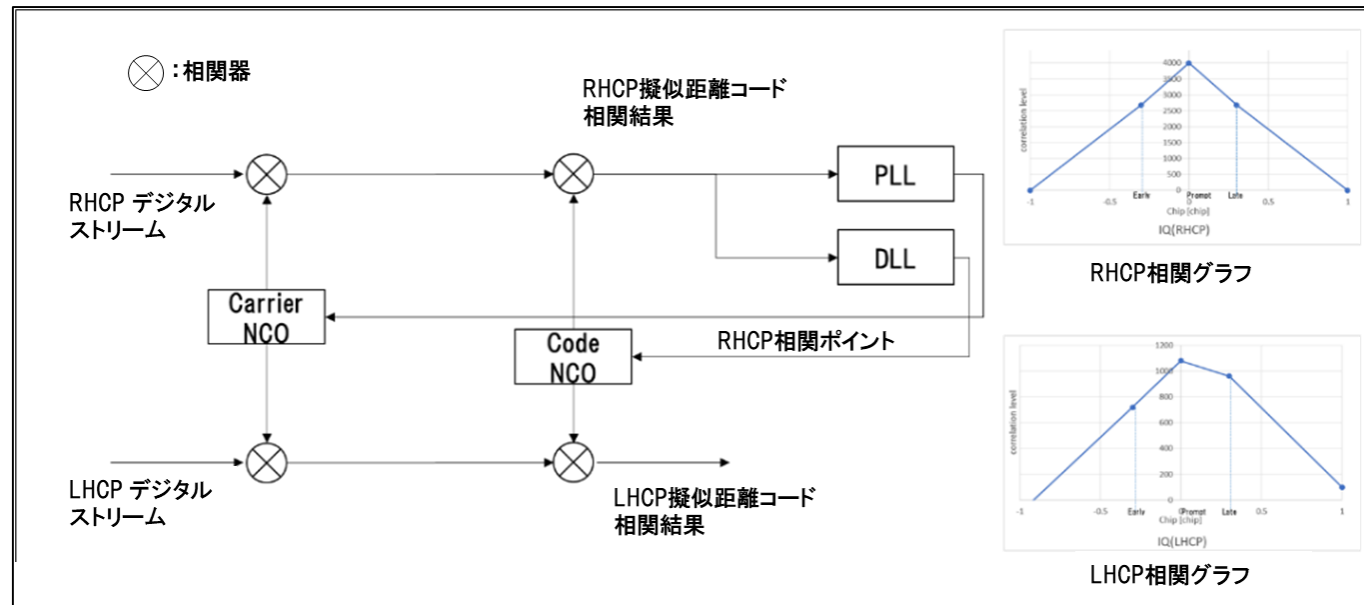 :相関器
RHCP擬似距離コード
相関結果
RHCP デジタル
ストリーム
PLL
DLL
Carrier
NCO
Code
NCO
RHCP相関ポイント
LHCP デジタル
ストリーム
LHCP擬似距離コード
相関結果
correlation level
4000
3500
3000
2500
2000
1500
1000
500
0
-1
-0.5
0
0.5
1
Early
Prompt
Late
Chip [chip]
IQ(RHCP)
RHCP相関グラフ
correlation level
1200
1000
800
600
400
200
0
-1
-0.5
0
0.5
1
Early
Prompt
Late
Chip [chip]
IQ(LHCP)
LHCP相関グラフ